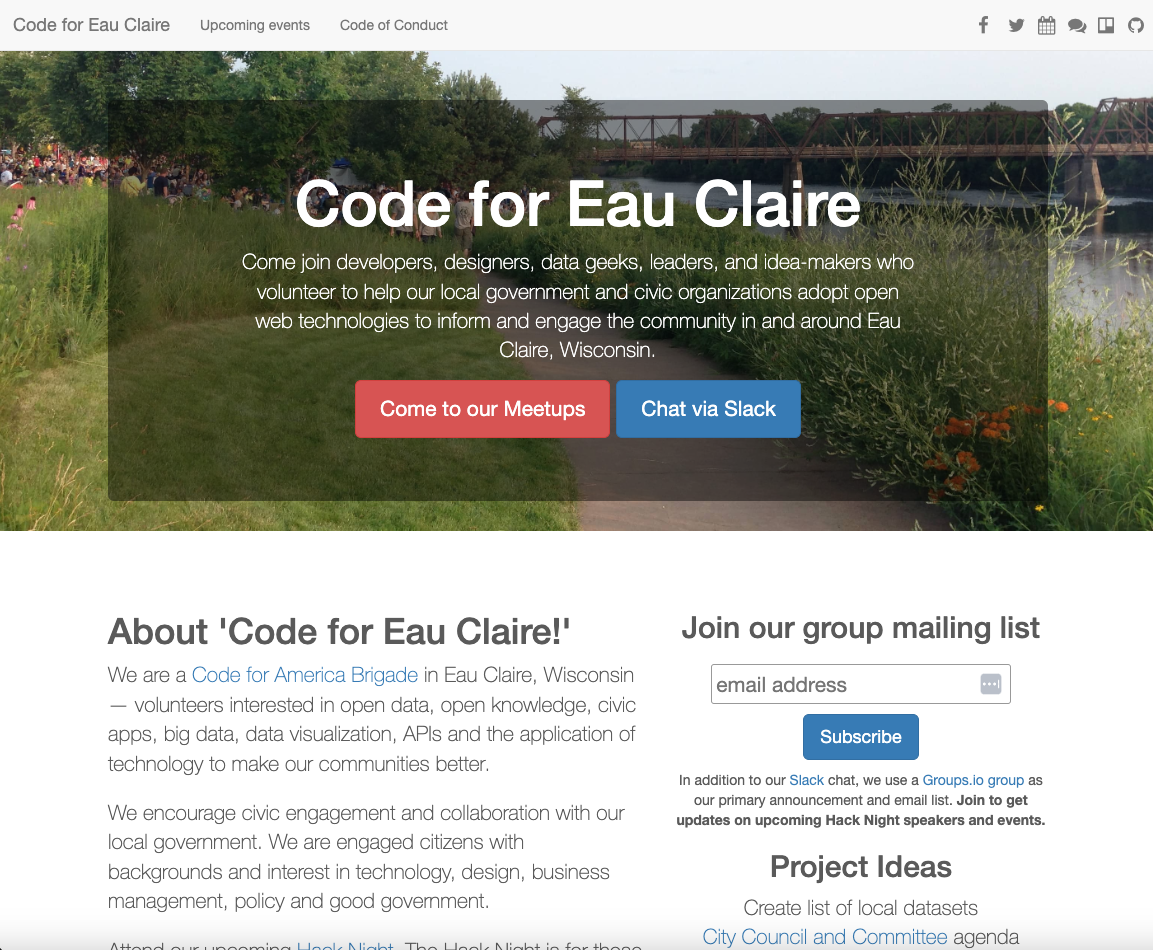 Code for Eau Claire Upcoming events Code of Conduct
Code for Eau Claire
Come join developers, designers, data geeks, leaders, and idea-makers who
volunteer to help our local government and civic organizations adopt open
web technologies to inform and engage the community in and around Eau
Claire, Wisconsin.
Come to our Meetups Chat via Slack
About 'Code for Eau Claire!'
We are a Code for America Brigade in Eau Claire, Wisconsin
— volunteers interested in open data, open knowledge, civic
apps, big data, data visualization, APIs and the application of
technology to make our communities better.
We encourage civic engagement and collaboration with our
local government. We are engaged citizens with
backgrounds and interest in technology, design, business
management, policy and good government.
Attend our upcoming Hack Night. The Hack Night is for those
Join our group mailing list
email address
Subscribe
In addition to our Slack chat, we use a Groups.io group as
our primary announcement and email list. Join to get
updates on upcoming Hack Night speakers and events.
Project Ideas
Create list of local datasets
City Council and Committee agenda